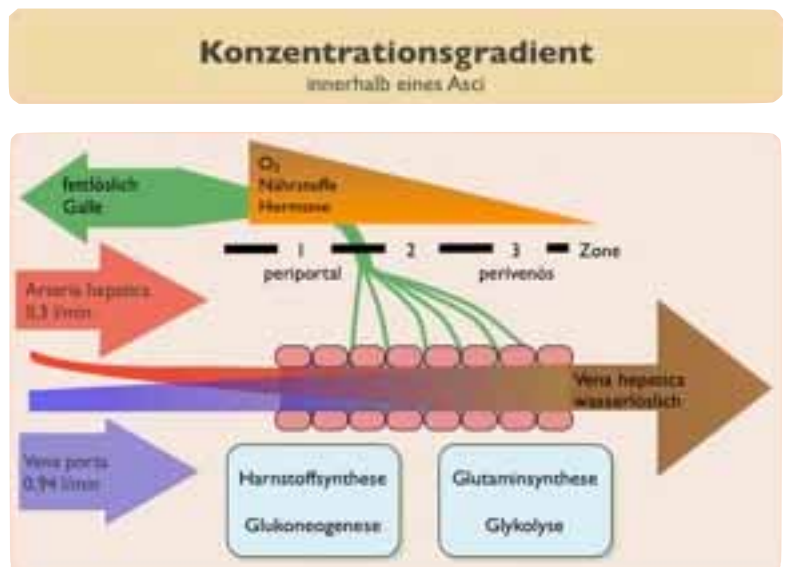 Konzentrationsgradient
innerhalb eines Asci
fettlöslich
Galle
O₂
Nährstoffe
Hormone
1 2 3 Zone
periportal perivenös
Arteria hepatica
0,3 l/min
Vena hepatica
wasserlöslich
Vena porta
0,94 l/min
Harnstoffsynthese
Glukoneogenese
Glutaminsynthese
Glykolyse